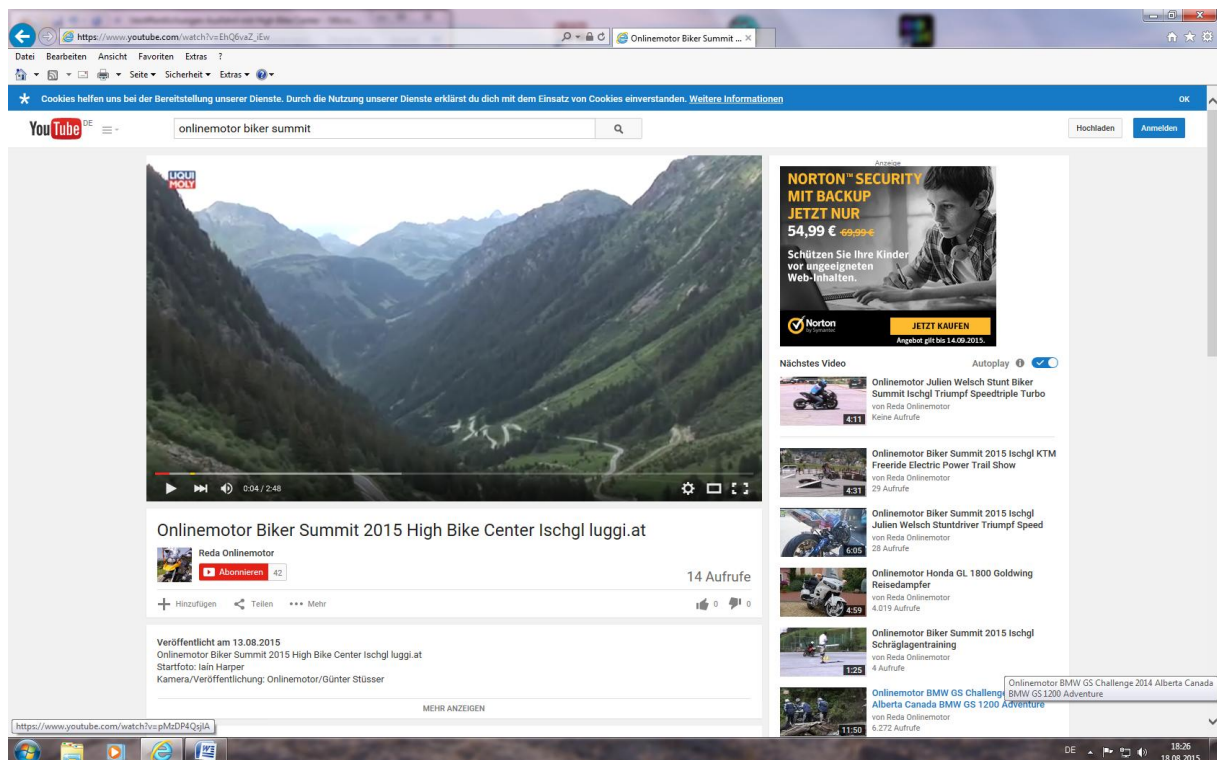 https://www.youtube.com/watch?v=EhQ6vaZ_iEw
Onlinemotor Biker Summit ...
Datei Bearbeiten Ansicht Favoriten Extras ?
Seite Sicherheit Extras
Cookies helfen uns bei der Bereitstellung unserer Dienste. Durch die Nutzung unserer Dienste erklärst du dich mit dem Einsatz von Cookies einverstanden. Weitere Informationen
OK
YouTube DE
onlinemotor biker summit
Hochladen
Anmelden
LIQUI
MOLY
0:04 / 2:48
Onlinemotor Biker Summit 2015 High Bike Center Ischgl luggi.at
Reda Onlinemotor
Abonnieren 42
14 Aufrufe
Hinzufügen Teilen Mehr
0 0
Veröffentlicht am 13.08.2015
Onlinemotor Biker Summit 2015 High Bike Center Ischgl luggi.at
Startfoto: Iain Harper
Kamera/Veröffentlichung: Onlinemotor/Günter Stüsser
MEHR ANZEIGEN
Anzeige
NORTON™ SECURITY
MIT BACKUP
JETZT NUR
54,99 € 69,99 €
Schützen Sie Ihre Kinder
vor ungeeigneten
Web-Inhalten.
Norton
by Symantec
JETZT KAUFEN
Angebot gilt bis 14.09.2015.
Nächstes Video
Autoplay
Onlinemotor Julien Welsch Stunt Biker
Summit Ischgl Triumpf Speedtriple Turbo
von Reda Onlinemotor
Keine Aufrufe
4:11
Onlinemotor Biker Summit 2015 Ischgl KTM
Freeride Electric Power Trail Show
von Reda Onlinemotor
29 Aufrufe
4:31
Onlinemotor Biker Summit 2015 Ischgl
Julien Welsch Stuntdriver Triumpf Speed
von Reda Onlinemotor
28 Aufrufe
6:05
Onlinemotor Honda GL 1800 Goldwing
Reisedampfer
von Reda Onlinemotor
4.019 Aufrufe
4:59
Onlinemotor Biker Summit 2015 Ischgl
Schräglagentraining
von Reda Onlinemotor
4 Aufrufe
1:25
Onlinemotor BMW GS Challenge
Alberta Canada BMW GS 1200 Adventure
von Reda Onlinemotor
6.272 Aufrufe
11:50
Onlinemotor BMW GS Challenge 2014 Alberta Canada
BMW GS 1200 Adventure
https://www.youtube.com/watch?v=pMzDP4QsjlA
DE
18:26
18.08.2015